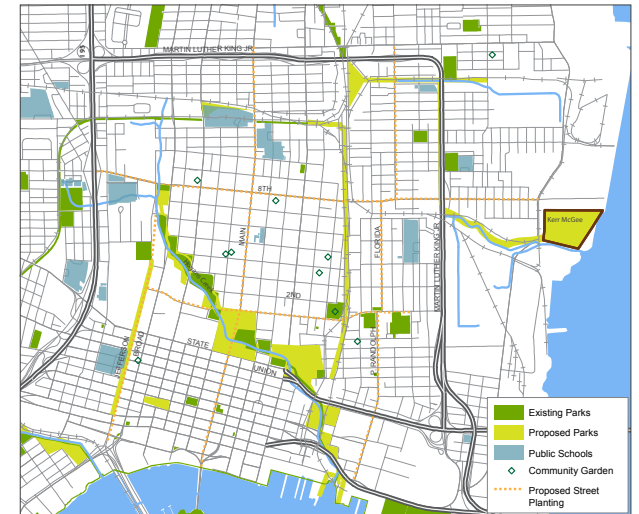 I95
MARTIN LUTHER KING JR
8TH
MAIN
FLORIDA
MARTIN LUTHER KING JR
Kerr McGee
2ND
STATE
UNION
JEFFERSON
BROAD
P. RANDOLPH
Existing Parks
Proposed Parks
Public Schools
Community Garden
Proposed Street
Planting